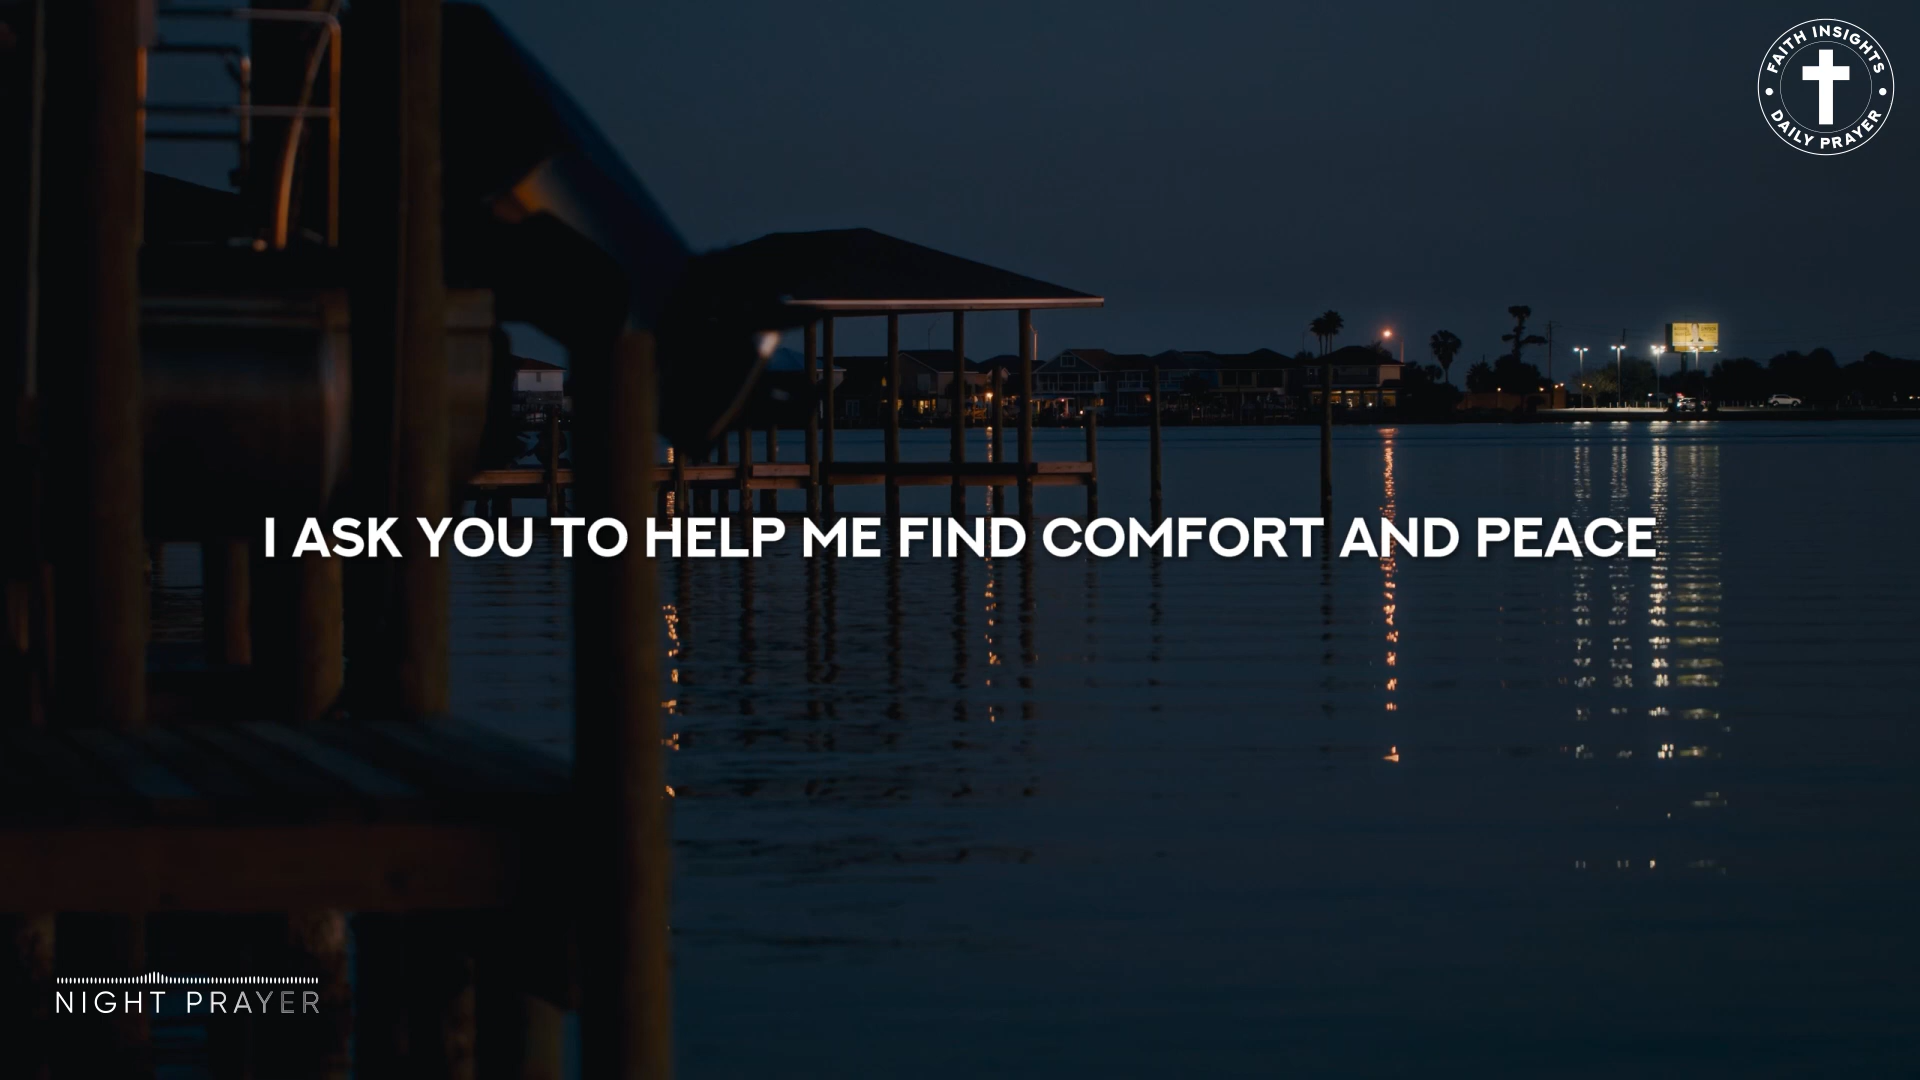 FAITH INSIGHTS
DAILY PRAYER
I ASK YOU TO HELP ME FIND COMFORT AND PEACE
NIGHT PRAYER